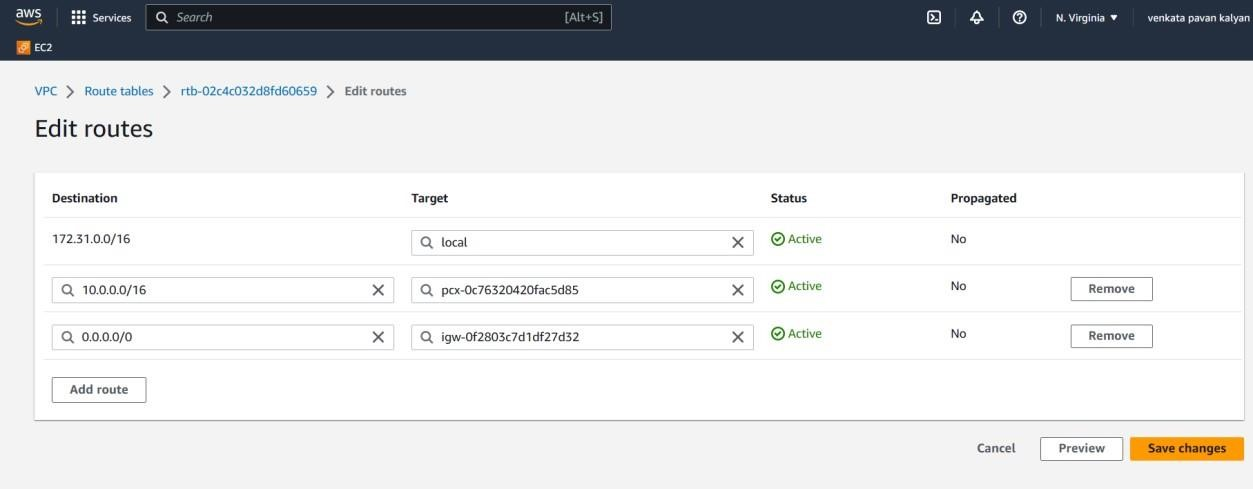 aws
Services
Search
[Alt+S]
N. Virginia
venkata pavan kalyan
EC2
VPC
Route tables
rtb-02c4c032d8fd60659
Edit routes
Edit routes
Destination Target Status Propagated
172.31.0.0/16 local Active No
10.0.0.0/16 pcx-0c76320420fac5d85 Active No Remove
0.0.0.0/0 igw-0f2803c7d1df27d32 Active No Remove
Add route
Cancel Preview Save changes